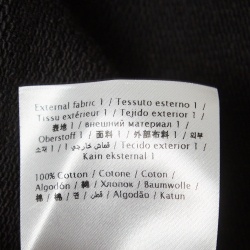 External fabric 1 / Tessuto esterno 1 /
Tissu extérieur 1 / Tejido exterior 1 /
表地 1 / внешний материал 1 /
Oberstoff 1 / 面料 1 / 外部布料 1 / 외부
소재 1 / قماش خارجي 1 / Tecido exterior 1 /
Kain eksternal 1
100% Cotton / Cotone / Coton /
Algodón / 綿 / Хлопок / Baumwolle /
棉 / 棉 / 면 / قطن / Algodão / Katun